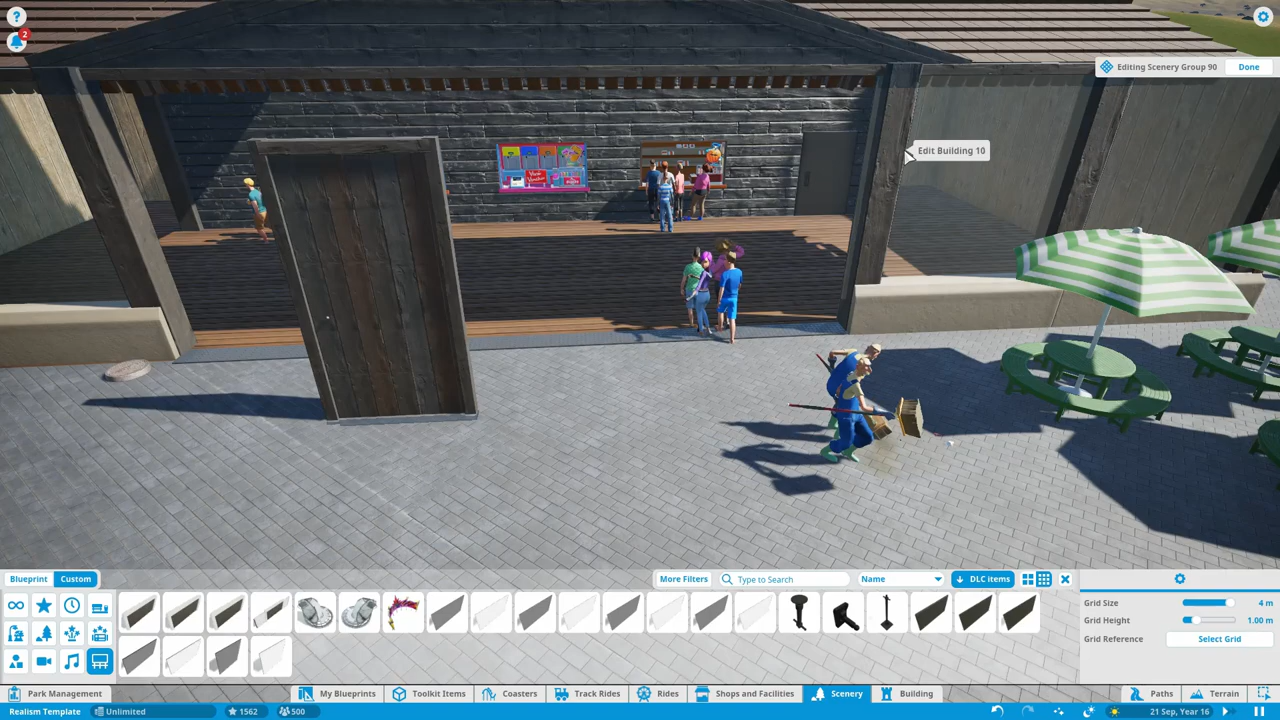 ?
2
Editing Scenery Group 90 Done
Edit Building 10
Blueprint Custom More Filters Type to Search Name DLC items
Grid Size 4 m
Grid Height 1.00 m
Grid Reference Select Grid
Park Management My Blueprints Toolkit Items Coasters Track Rides Rides Shops and Facilities Scenery Building Paths Terrain
Realism Template Unlimited 1562 500 21 Sep, Year 16